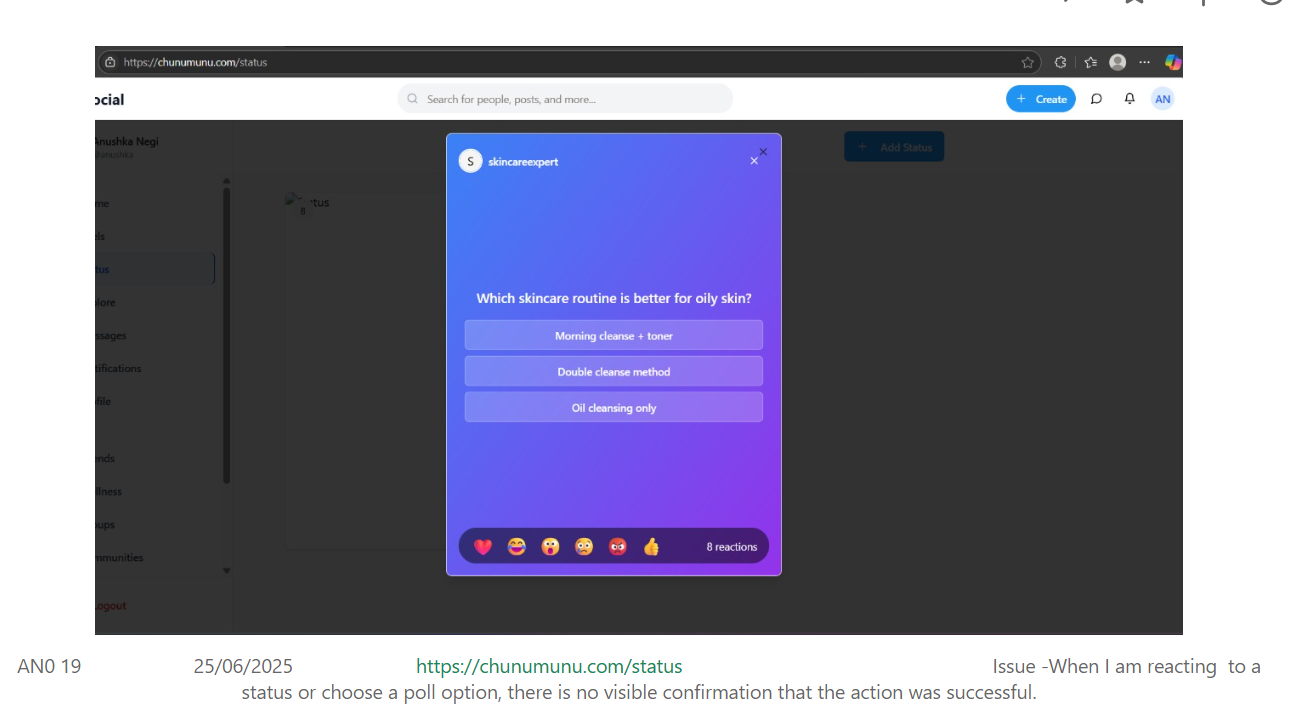 https://chunumunu.com/status
ocial
Search for people, posts, and more...
+ Create
AN
Anushka Negi
@anushka
me
els
tus
plore
ssages
tifications
file
ends
llness
oups
mmunities
ogout
+ Add Status
tus
8
S skincareexpert
Which skincare routine is better for oily skin?
Morning cleanse + toner
Double cleanse method
Oil cleansing only
8 reactions
AN0 19 25/06/2025 https://chunumunu.com/status Issue -When I am reacting to a
status or choose a poll option, there is no visible confirmation that the action was successful.